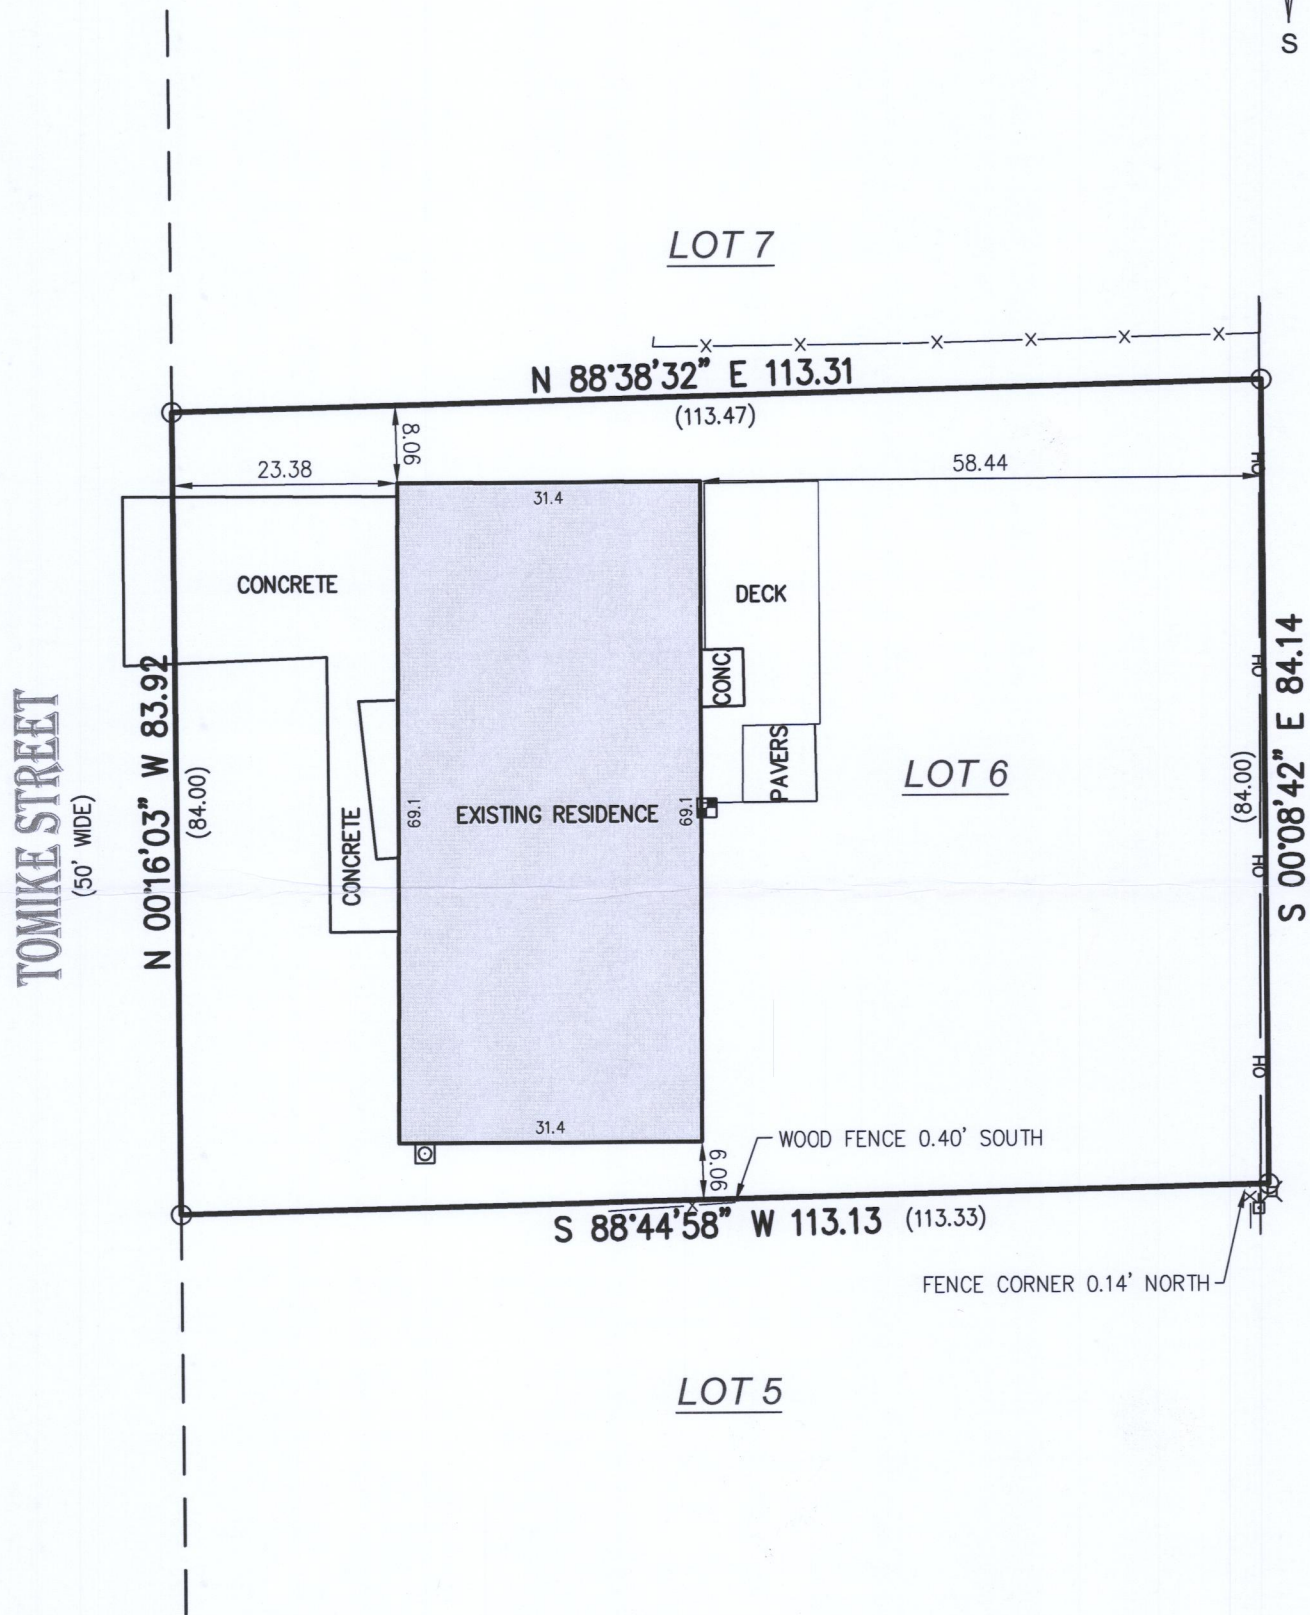 S
LOT 7
X X X X X X
N 88°38'32" E 113.31
(113.47)
8.06
23.38
58.44
31.4
CONCRETE
DECK
CONC.
PAVERS
LOT 6
TOMIKE STREET
(50' WIDE)
N 00°16'03" W 83.92
(84.00)
CONCRETE
69.1
EXISTING RESIDENCE
69.1
(84.00)
S 00°08'42" E 84.14
OH
OH
OH
OH
31.4
WOOD FENCE 0.40' SOUTH
6.06
X
X
S 88°44'58" W 113.13 (113.33)
FENCE CORNER 0.14' NORTH
LOT 5